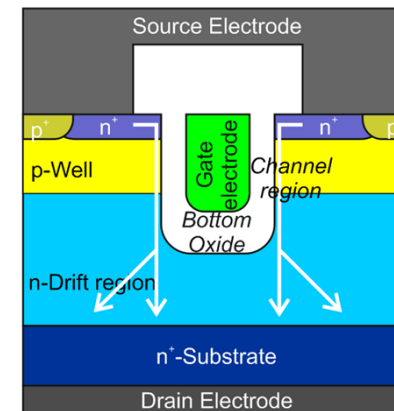 Source Electrode
p⁺
n⁺
n⁺
p
p-Well
Gate
electrode
Channel
region
Bottom
Oxide
n-Drift region
n⁺-Substrate
Drain Electrode